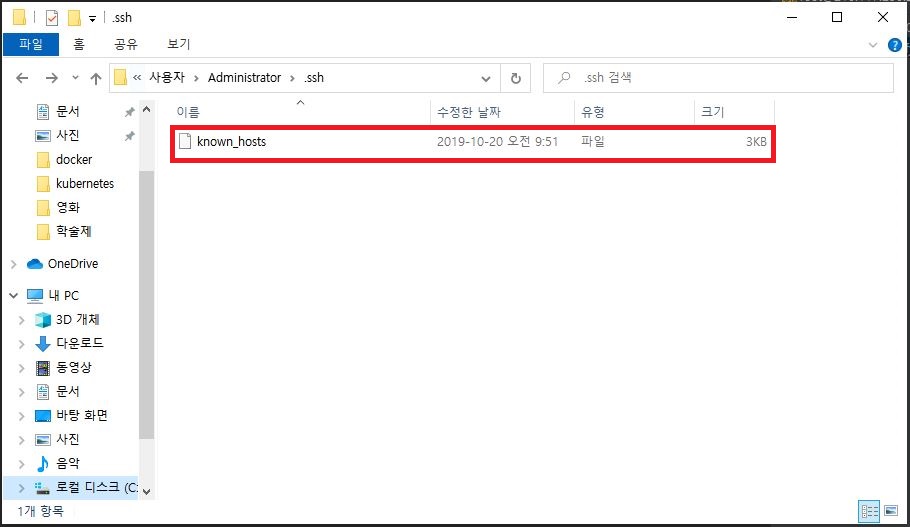 .ssh
파일 홈 공유 보기
« 사용자 > Administrator > .ssh
.ssh 검색
이름 수정한 날짜 유형 크기
known_hosts 2019-10-20 오전 9:51 파일 3KB
문서
사진
docker
kubernetes
영화
학술제
OneDrive
내 PC
3D 개체
다운로드
동영상
문서
바탕 화면
사진
음악
로컬 디스크 (C:
1개 항목